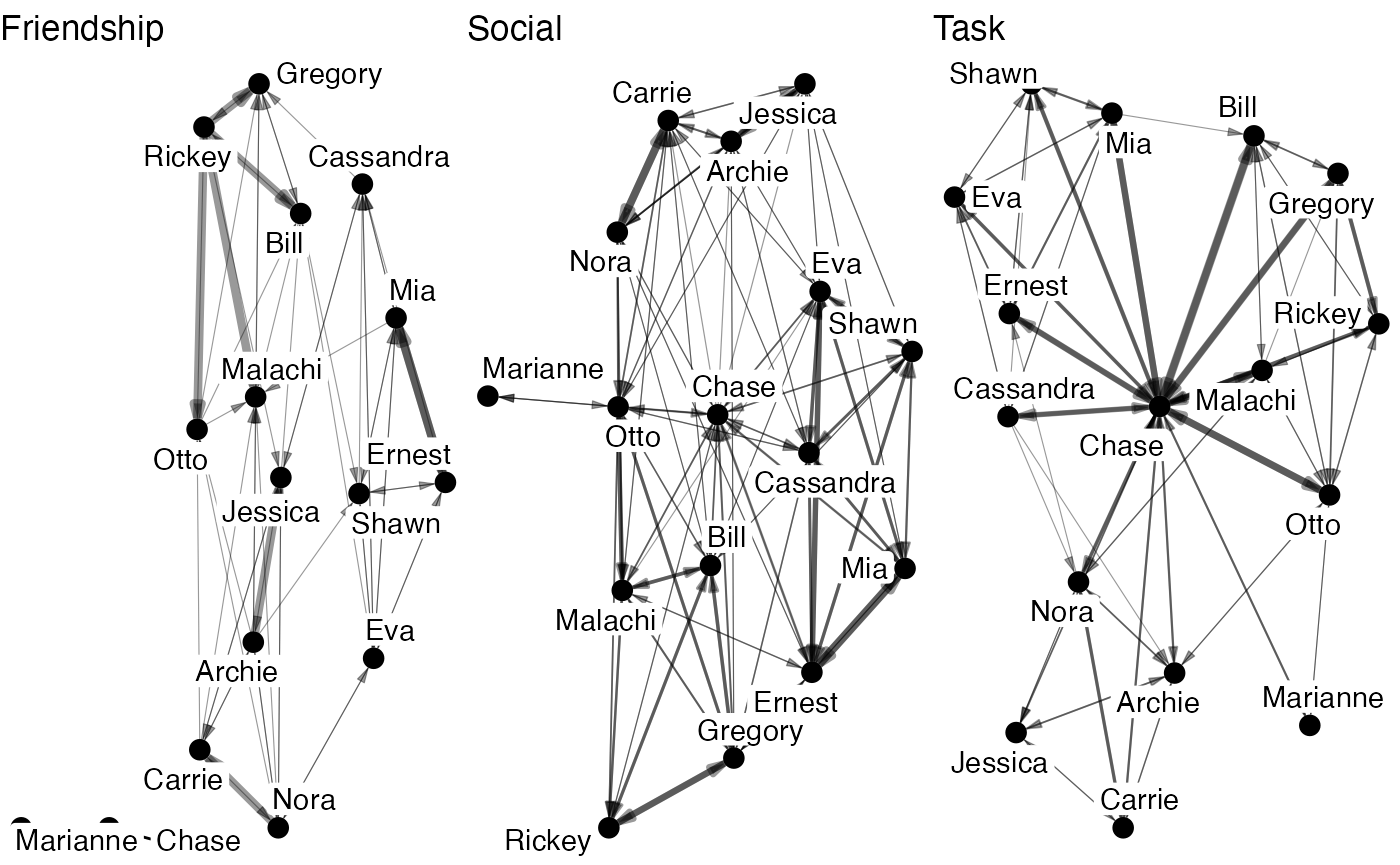 Friendship
Gregory
Rickey
Cassandra
Bill
Mia
Malachi
Otto
Ernest
Jessica
Shawn
Eva
Archie
Carrie
Nora
Marianne
Chase
Social
Carrie
Jessica
Archie
Nora
Eva
Shawn
Marianne
Chase
Otto
Cassandra
Bill
Mia
Malachi
Ernest
Gregory
Rickey
Task
Shawn
Bill
Mia
Eva
Gregory
Ernest
Rickey
Cassandra
Malachi
Chase
Otto
Nora
Marianne
Archie
Jessica
Carrie